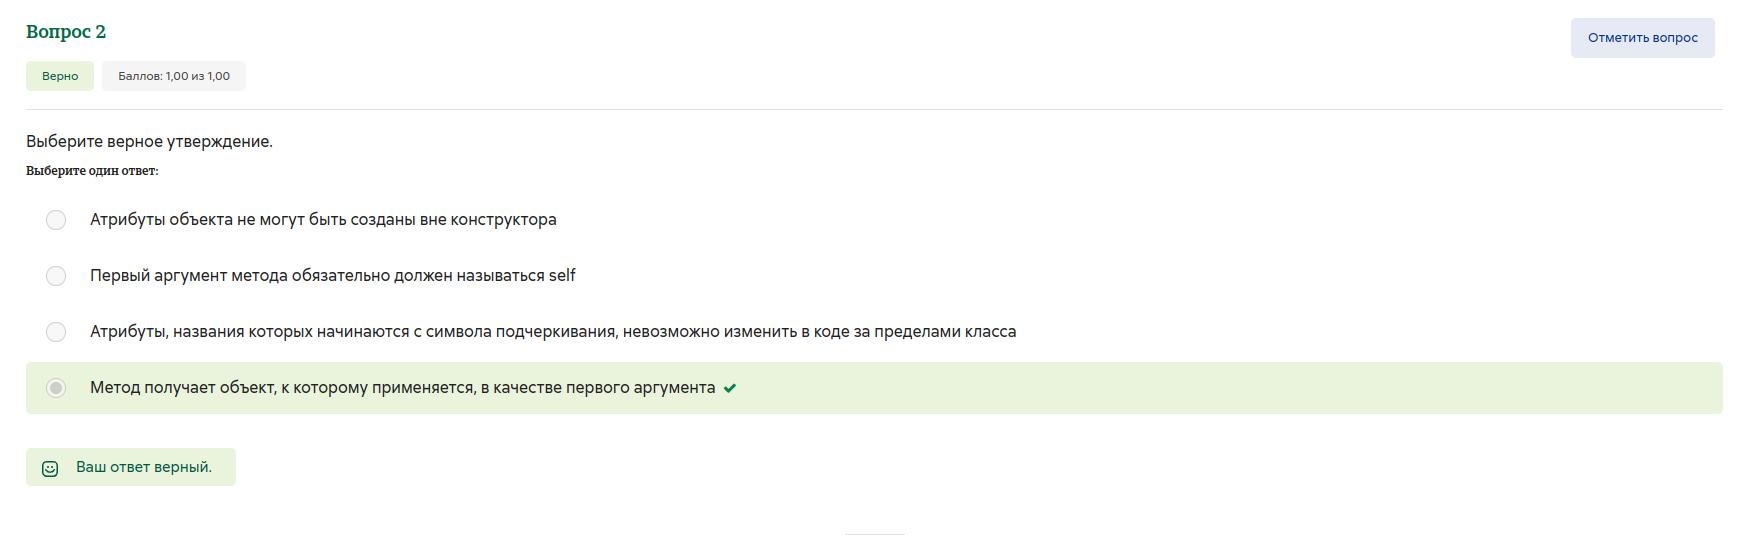 Вопрос 2
Отметить вопрос
Верно
Баллов: 1,00 из 1,00
Выберите верное утверждение.
Выберите один ответ:
Атрибуты объекта не могут быть созданы вне конструктора
Первый аргумент метода обязательно должен называться self
Атрибуты, названия которых начинаются с символа подчеркивания, невозможно изменить в коде за пределами класса
Метод получает объект, к которому применяется, в качестве первого аргумента
Ваш ответ верный.